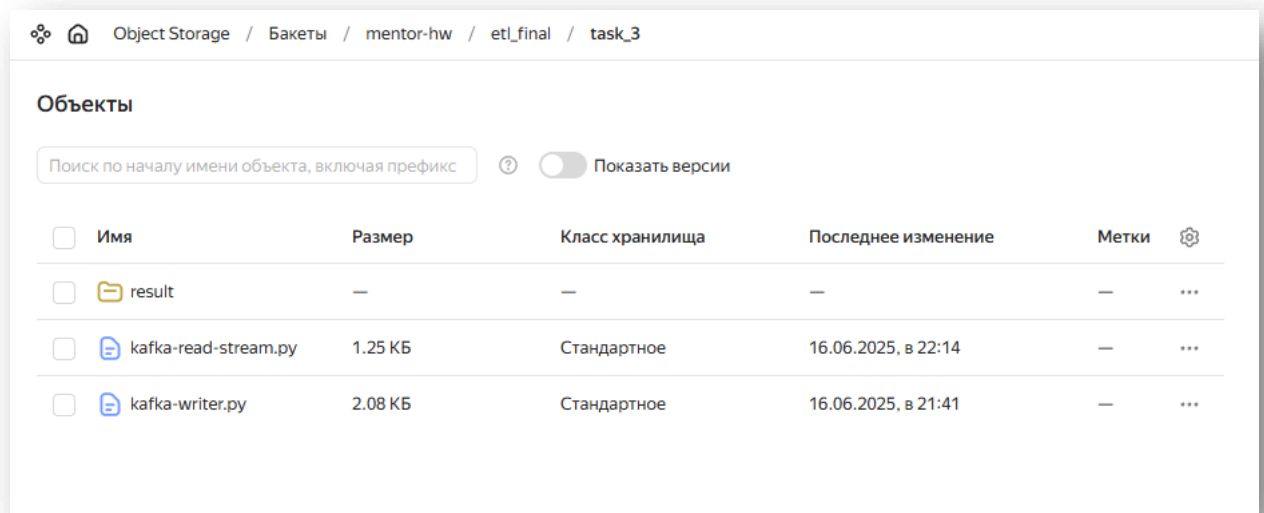 Object Storage / Бакеты / mentor-hw / etl_final / task_3
Объекты
Поиск по началу имени объекта, включая префикс ? Показать версии
Имя Размер Класс хранилища Последнее изменение Метки
result — — — —
kafka-read-stream.py 1.25 КБ Стандартное 16.06.2025, в 22:14 —
kafka-writer.py 2.08 КБ Стандартное 16.06.2025, в 21:41 —